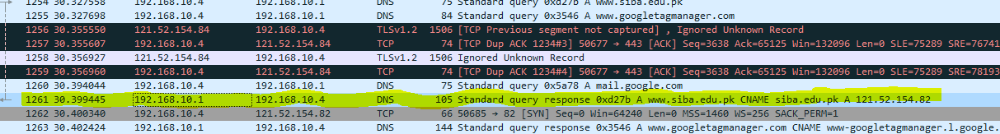 1254 30.327558 192.168.10.4 192.168.10.1 DNS 75 Standard query 0xd27b A www.siba.edu.pk
1255 30.327698 192.168.10.4 192.168.10.1 DNS 84 Standard query 0x3546 A www.googletagmanager.com
1256 30.355550 121.52.154.84 192.168.10.4 TLSv1.2 1506 [TCP Previous segment not captured] , Ignored Unknown Record
1257 30.355607 192.168.10.4 121.52.154.84 TCP 74 [TCP Dup ACK 1234#3] 50677 → 443 [ACK] Seq=3638 Ack=65125 Win=132096 Len=0 SLE=75289 SRE=76741
1258 30.356927 121.52.154.84 192.168.10.4 TLSv1.2 1506 Ignored Unknown Record
1259 30.356960 192.168.10.4 121.52.154.84 TCP 74 [TCP Dup ACK 1234#4] 50677 → 443 [ACK] Seq=3638 Ack=65125 Win=132096 Len=0 SLE=75289 SRE=78193
1260 30.394044 192.168.10.4 192.168.10.1 DNS 75 Standard query 0x5a78 A mail.google.com
1261 30.399445 192.168.10.1 192.168.10.4 DNS 105 Standard query response 0xd27b A www.siba.edu.pk CNAME siba.edu.pk A 121.52.154.82
1262 30.400340 192.168.10.4 121.52.154.82 TCP 66 50685 → 82 [SYN] Seq=0 Win=64240 Len=0 MSS=1460 WS=256 SACK_PERM=1
1263 30.402424 192.168.10.1 192.168.10.4 DNS 144 Standard query response 0x3546 A www.googletagmanager.com CNAME www-googletagmanager.l.google.